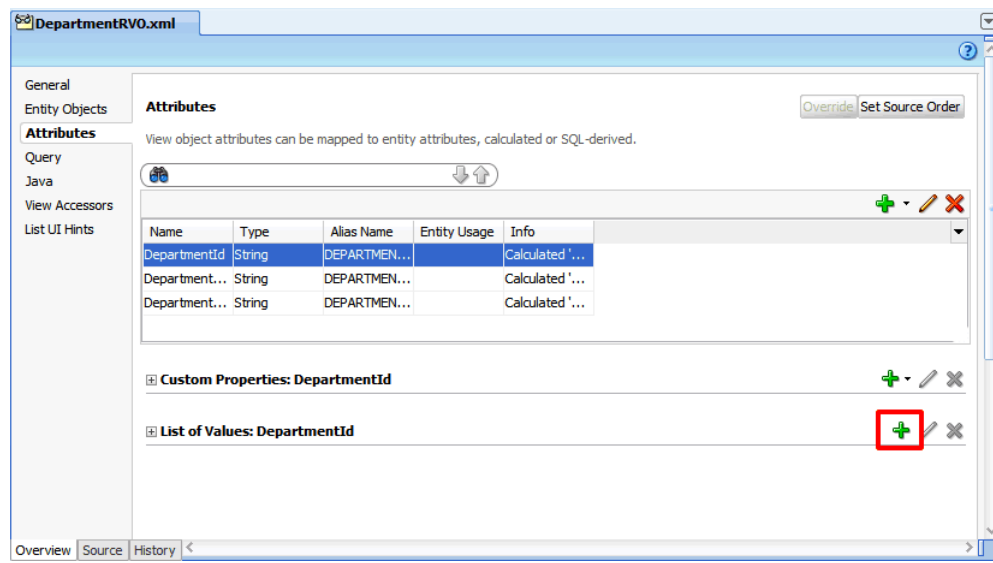 DepartmentRVO.xml
General
Entity Objects
Attributes
Query
Java
View Accessors
List UI Hints
Attributes
Override Set Source Order
View object attributes can be mapped to entity attributes, calculated or SQL-derived.
Name Type Alias Name Entity Usage Info
DepartmentId String DEPARTMEN... Calculated '...
Department... String DEPARTMEN... Calculated '...
Department... String DEPARTMEN... Calculated '...
Custom Properties: DepartmentId
List of Values: DepartmentId
Overview Source History